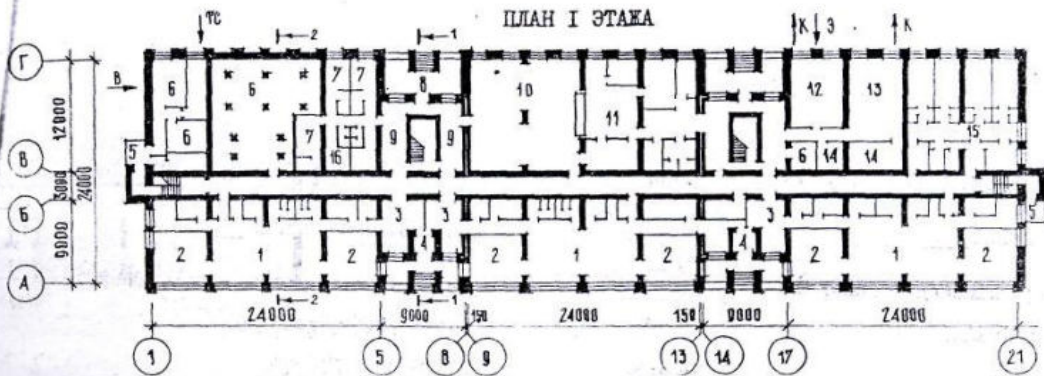 ПЛАН I ЭТАЖА
ТС 2 1 К Э К
Г
В
6 6 7 7 8 10 11 12 13
12000
5 6 7 16 9 9 6 14 14 15
В
3000 24000
Б
5
9000
3 3 3
2 1 2 4 2 1 2 4 2 1 2
А
2 1
24000 9000 150 24000 150 9000 24000
1 5 8 9 13 14 17 21